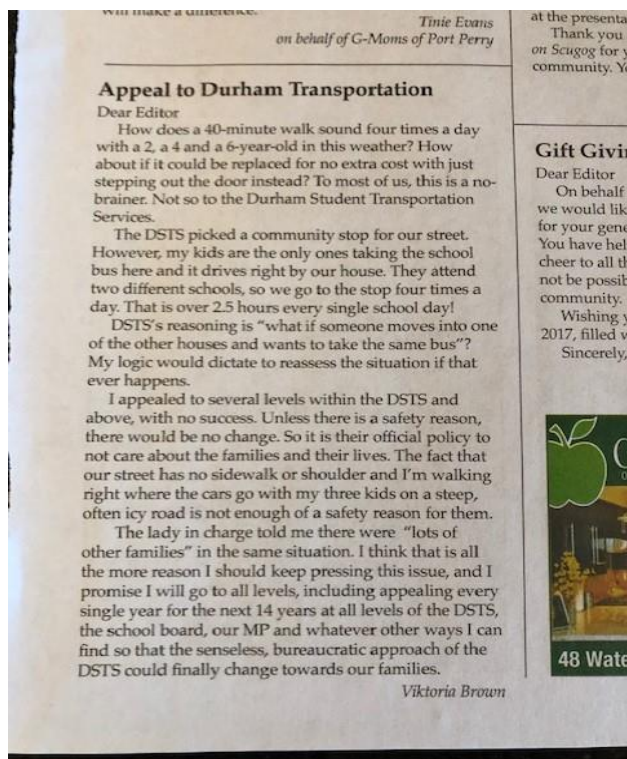 will make a difference.
Tinie Evans
on behalf of G-Moms of Port Perry
Appeal to Durham Transportation
Dear Editor
How does a 40-minute walk sound four times a day
with a 2, a 4 and a 6-year-old in this weather? How
about if it could be replaced for no extra cost with just
stepping out the door instead? To most of us, this is a no-
brainer. Not so to the Durham Student Transportation
Services.
The DSTS picked a community stop for our street.
However, my kids are the only ones taking the school
bus here and it drives right by our house. They attend
two different schools, so we go to the stop four times a
day. That is over 2.5 hours every single school day!
DSTS's reasoning is "what if someone moves into one
of the other houses and wants to take the same bus"?
My logic would dictate to reassess the situation if that
ever happens.
I appealed to several levels within the DSTS and
above, with no success. Unless there is a safety reason,
there would be no change. So it is their official policy to
not care about the families and their lives. The fact that
our street has no sidewalk or shoulder and I'm walking
right where the cars go with my three kids on a steep,
often icy road is not enough of a safety reason for them.
The lady in charge told me there were "lots of
other families" in the same situation. I think that is all
the more reason I should keep pressing this issue, and I
promise I will go to all levels, including appealing every
single year for the next 14 years at all levels of the DSTS,
the school board, our MP and whatever other ways I can
find so that the senseless, bureaucratic approach of the
DSTS could finally change towards our families.
Viktoria Brown
at the presenta
Thank you
on Scugog for y
community. Yo
Gift Givi
Dear Editor
On behalf
we would lik
for your gene
You have hel
cheer to all th
not be possib
community.
Wishing y
2017, filled w
Sincerely,
48 Wate